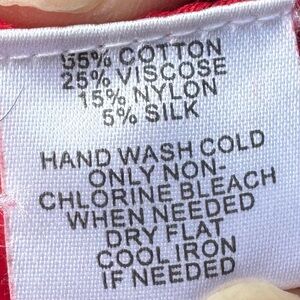 55% COTTON
25% VISCOSE
15% NYLON
5% SILK
HAND WASH COLD
ONLY NON-
CHLORINE BLEACH
WHEN NEEDED
DRY FLAT
COOL IRON
IF NEEDED